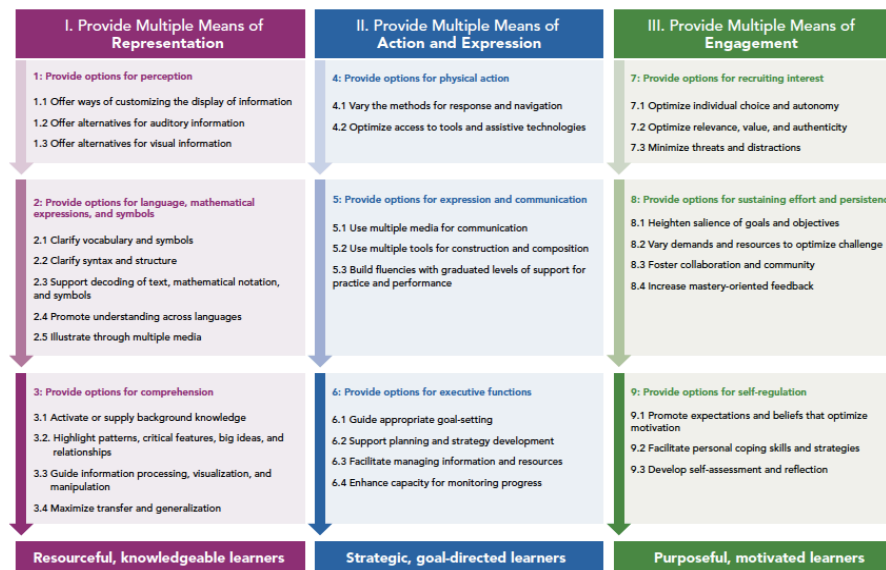 I. Provide Multiple Means of
Representation
1: Provide options for perception
1.1 Offer ways of customizing the display of information
1.2 Offer alternatives for auditory information
1.3 Offer alternatives for visual information
2: Provide options for language, mathematical
expressions, and symbols
2.1 Clarify vocabulary and symbols
2.2 Clarify syntax and structure
2.3 Support decoding of text, mathematical notation,
and symbols
2.4 Promote understanding across languages
2.5 Illustrate through multiple media
3: Provide options for comprehension
3.1 Activate or supply background knowledge
3.2. Highlight patterns, critical features, big ideas, and
relationships
3.3 Guide information processing, visualization, and
manipulation
3.4 Maximize transfer and generalization
Resourceful, knowledgeable learners
II. Provide Multiple Means of
Action and Expression
4: Provide options for physical action
4.1 Vary the methods for response and navigation
4.2 Optimize access to tools and assistive technologies
5: Provide options for expression and communication
5.1 Use multiple media for communication
5.2 Use multiple tools for construction and composition
5.3 Build fluencies with graduated levels of support for
practice and performance
6: Provide options for executive functions
6.1 Guide appropriate goal-setting
6.2 Support planning and strategy development
6.3 Facilitate managing information and resources
6.4 Enhance capacity for monitoring progress
Strategic, goal-directed learners
III. Provide Multiple Means of
Engagement
7: Provide options for recruiting interest
7.1 Optimize individual choice and autonomy
7.2 Optimize relevance, value, and authenticity
7.3 Minimize threats and distractions
8: Provide options for sustaining effort and persistenc
8.1 Heighten salience of goals and objectives
8.2 Vary demands and resources to optimize challenge
8.3 Foster collaboration and community
8.4 Increase mastery-oriented feedback
9: Provide options for self-regulation
9.1 Promote expectations and beliefs that optimize
motivation
9.2 Facilitate personal coping skills and strategies
9.3 Develop self-assessment and reflection
Purposeful, motivated learners